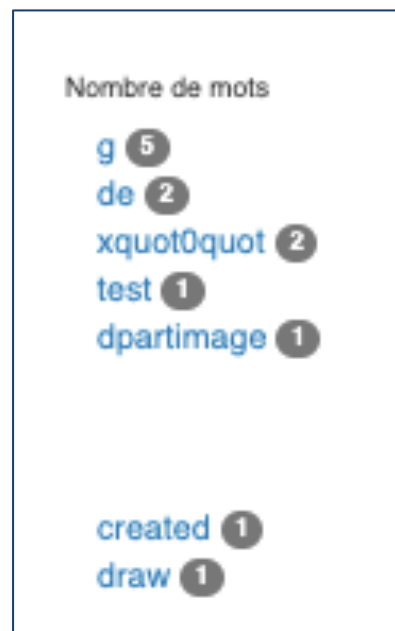 Nombre de mots
g 5
de 2
xquot0quot 2
test 1
dpartimage 1
created 1
draw 1